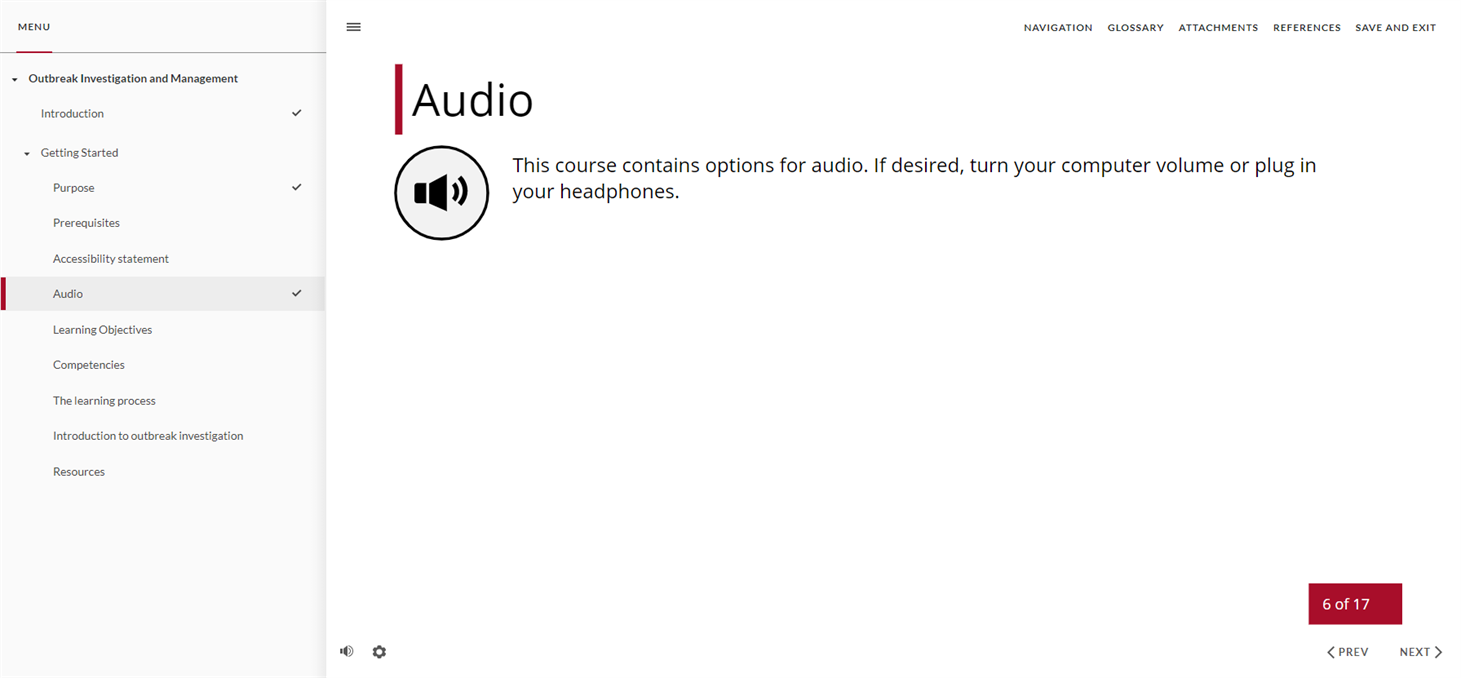 MENU
NAVIGATION GLOSSARY ATTACHMENTS REFERENCES SAVE AND EXIT
Outbreak Investigation and Management
Introduction
Getting Started
Purpose
Prerequisites
Accessibility statement
Audio
Learning Objectives
Competencies
The learning process
Introduction to outbreak investigation
Resources
Audio
This course contains options for audio. If desired, turn your computer volume or plug in
your headphones.
6 of 17
PREV NEXT